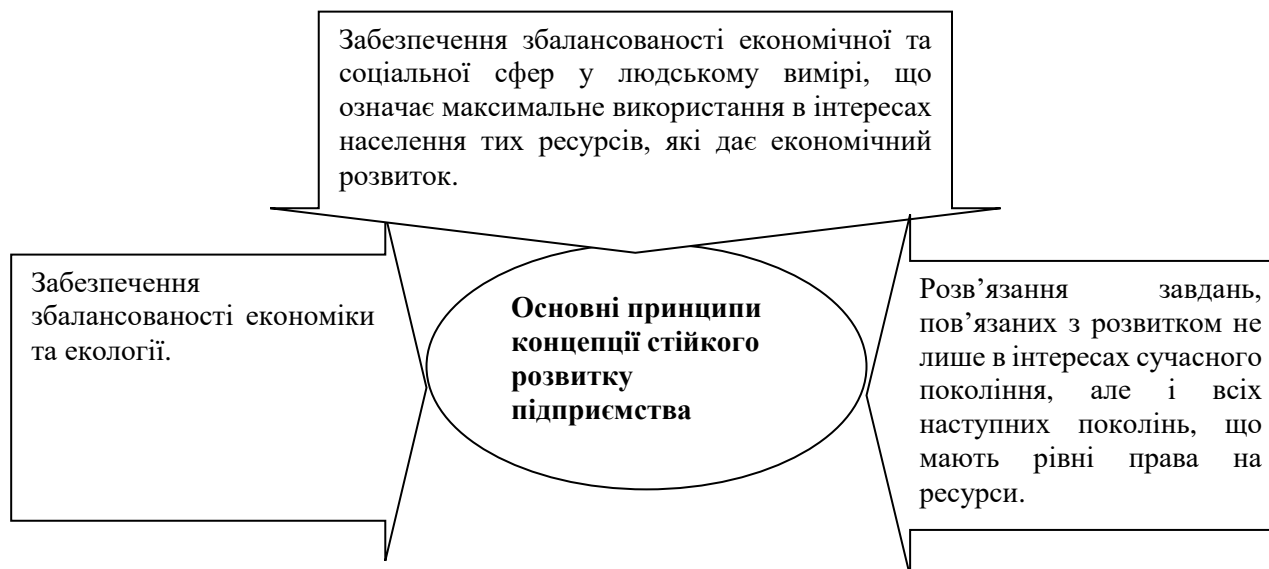 Забезпечення збалансованості економічної та
соціальної сфер у людському вимірі, що
означає максимальне використання в інтересах
населення тих ресурсів, які дає економічний
розвиток.
Забезпечення
збалансованості економіки
та екології.
Основні принципи
концепції стійкого
розвитку
підприємства
Розв’язання завдань,
пов’язаних з розвитком не
лише в інтересах сучасного
покоління, але і всіх
наступних поколінь, що
мають рівні права на
ресурси.